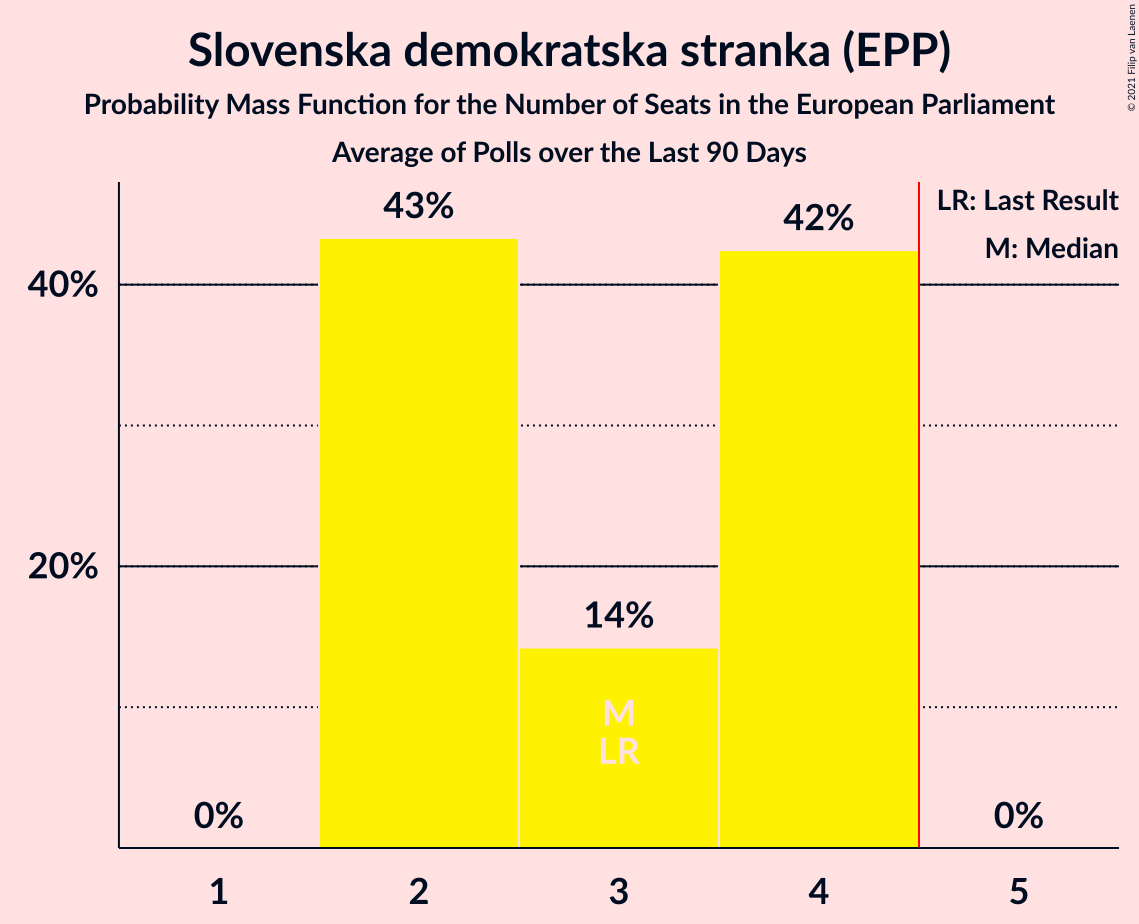 Slovenska demokratska stranka (EPP)
Probability Mass Function for the Number of Seats in the European Parliament
Average of Polls over the Last 90 Days
© 2021 Filip van Laenen
LR: Last Result
M: Median
43%
42%
40%
20%
14%
M
LR
0%
0%
1
2
3
4
5